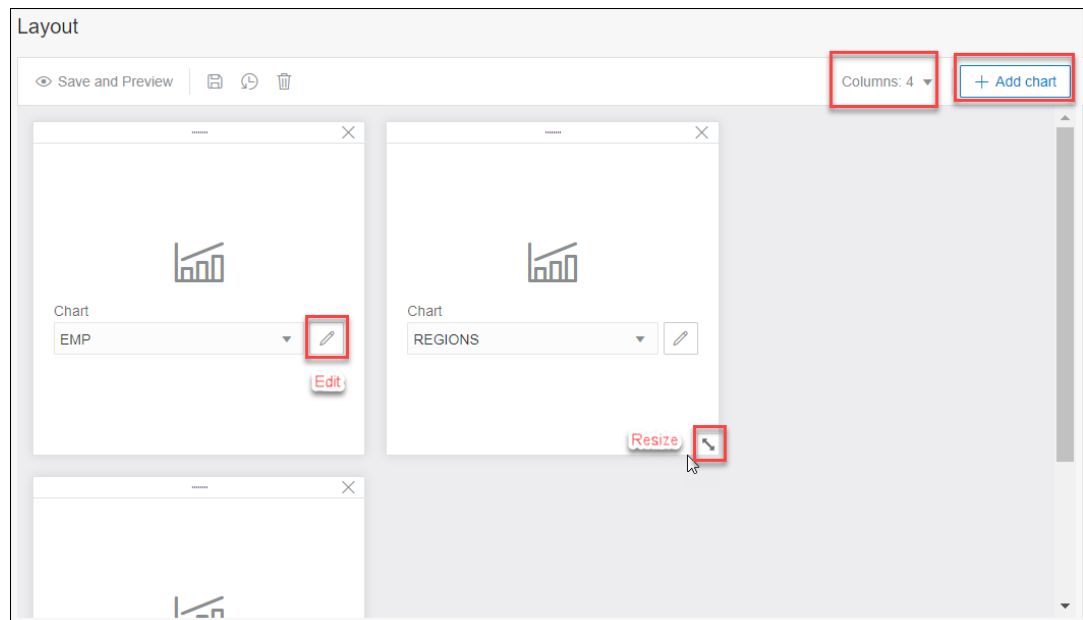 Layout
Save and Preview
Columns: 4
+ Add chart
Chart
EMP
Edit
Chart
REGIONS
Resize